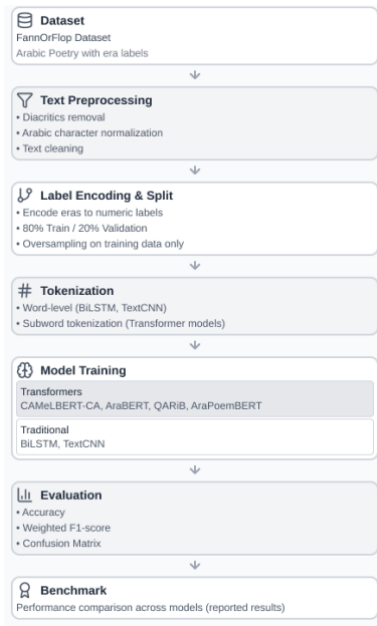 Dataset
FannOrFlop Dataset
Arabic Poetry with era labels
Text Preprocessing
• Diacritics removal
• Arabic character normalization
• Text cleaning
Label Encoding & Split
• Encode eras to numeric labels
• 80% Train / 20% Validation
• Oversampling on training data only
Tokenization
• Word-level (BiLSTM, TextCNN)
• Subword tokenization (Transformer models)
Model Training
Transformers
CAMeLBERT-CA, AraBERT, QARiB, AraPoemBERT
Traditional
BiLSTM, TextCNN
Evaluation
• Accuracy
• Weighted F1-score
• Confusion Matrix
Benchmark
Performance comparison across models (reported results)